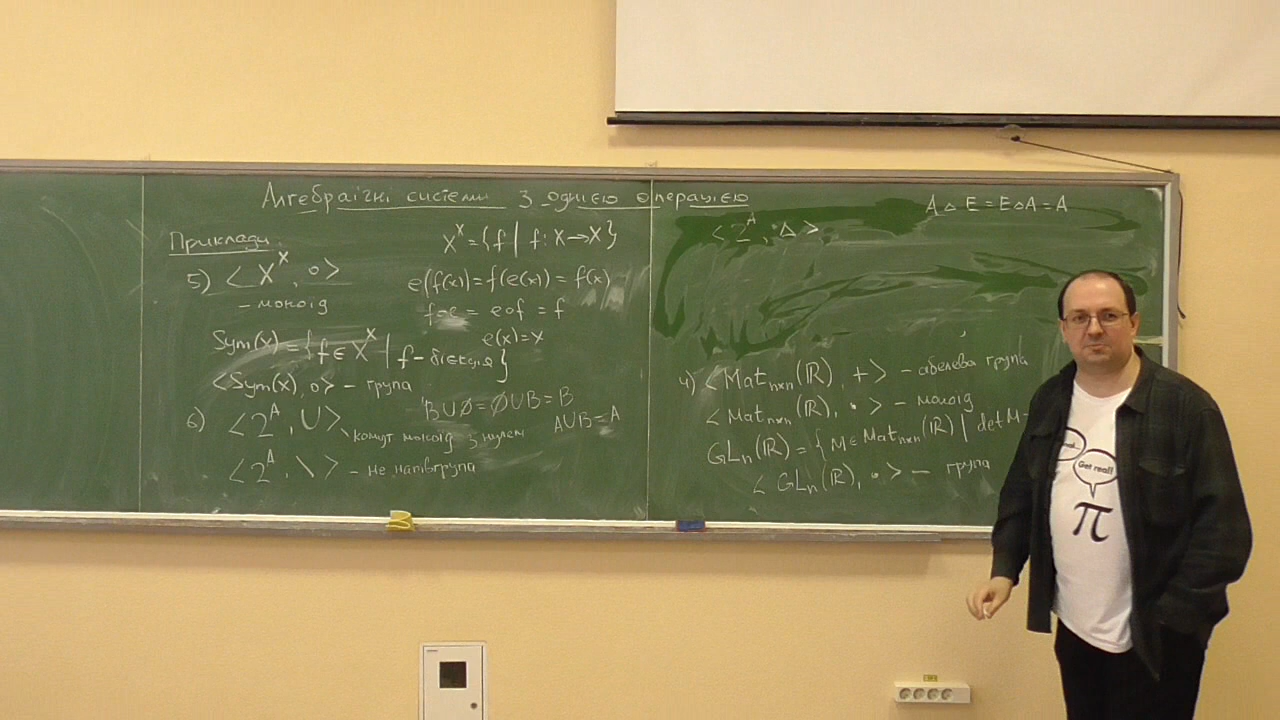 Алгебраїчні системи з однією операцією
Приклади:
5) < X^X, ∘ >
– моноїд
X^X = {f | f: X→X}
e(f(x)) = f(e(x)) = f(x)
f∘e = e∘f = f
e(x)=x
Sym(X) = {f ∈ X^X | f – бієкція}
<Sym(X), ∘> – група
6) < 2^A, ∪ >
комут моноїд з нулем
B∪∅ = ∅∪B = B
A∪B = A
< 2^A, \ > – не напівгрупа
< 2^A, Δ >
A Δ E = E Δ A = A
4) < Mat_{n×n}(ℝ), + > – абелева група
< Mat_{n×n}(ℝ), · > – моноїд
GL_n(ℝ) = { M ∈ Mat_{n×n}(ℝ) | det M
< GL_n(ℝ), · > – група
Get real!
π